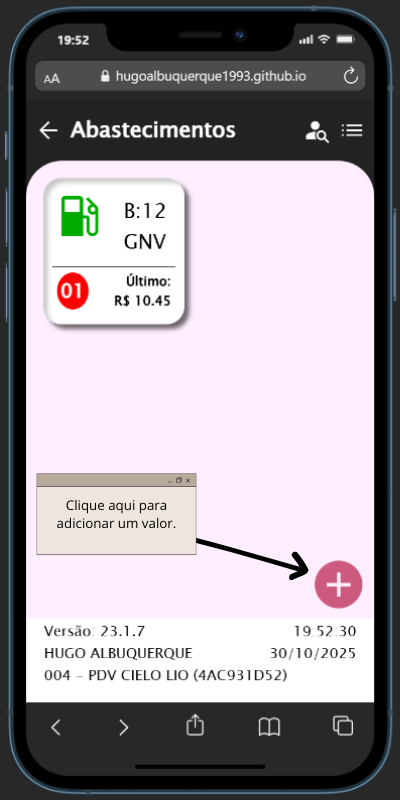 19:52
AA hugoalbuquerque1993.github.io
Abastecimentos
B:12
GNV
01
Último:
R$ 10.45
Clique aqui para
adicionar um valor.
Versão: 23.1.7
19:52:30
HUGO ALBUQUERQUE
30/10/2025
004 - PDV CIELO LIO (4AC931D52)